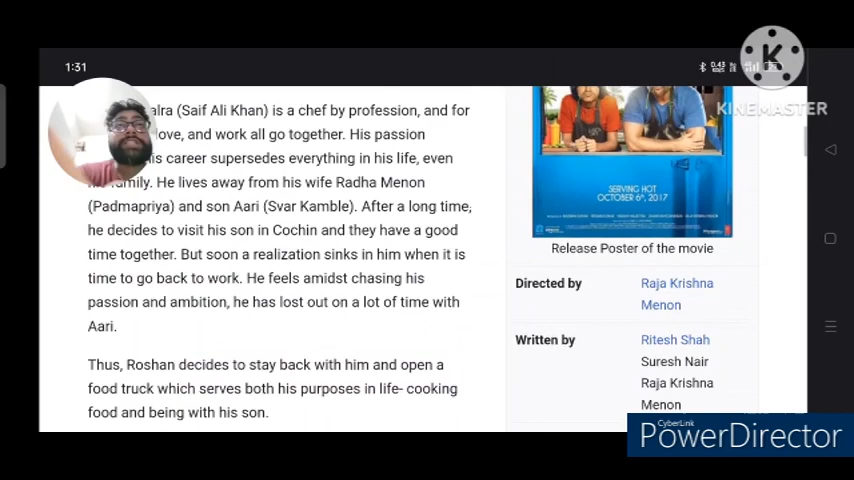 1:31
KINEMASTER
alra (Saif Ali Khan) is a chef by profession, and for
love, and work all go together. His passion
his career supersedes everything in his life, even
family. He lives away from his wife Radha Menon
(Padmapriya) and son Aari (Svar Kamble). After a long time,
he decides to visit his son in Cochin and they have a good
time together. But soon a realization sinks in him when it is
time to go back to work. He feels amidst chasing his
passion and ambition, he has lost out on a lot of time with
Aari.
Thus, Roshan decides to stay back with him and open a
food truck which serves both his purposes in life- cooking
food and being with his son.
SERVING HOT
OCTOBER 6th, 2017
Release Poster of the movie
Directed by
Raja Krishna
Menon
Written by
Ritesh Shah
Suresh Nair
Raja Krishna
Menon
CyberLink
PowerDirector